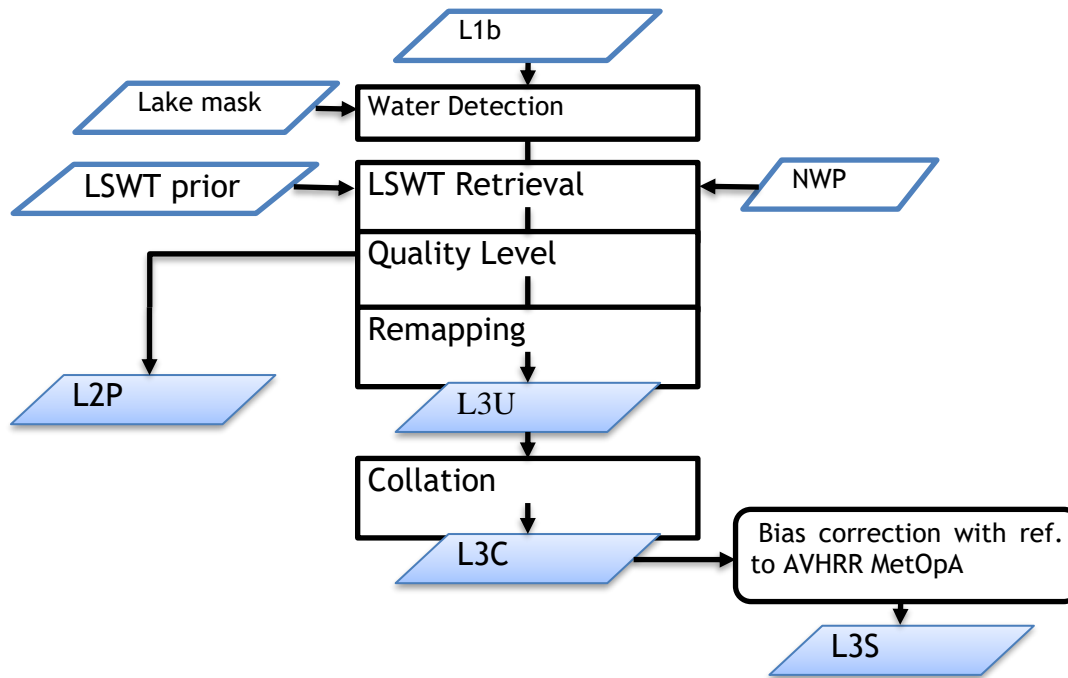 L1b
Lake mask
Water Detection
LSWT prior
LSWT Retrieval
NWP
Quality Level
Remapping
L2P
L3U
Collation
L3C
Bias correction with ref.
to AVHRR MetOpA
L3S